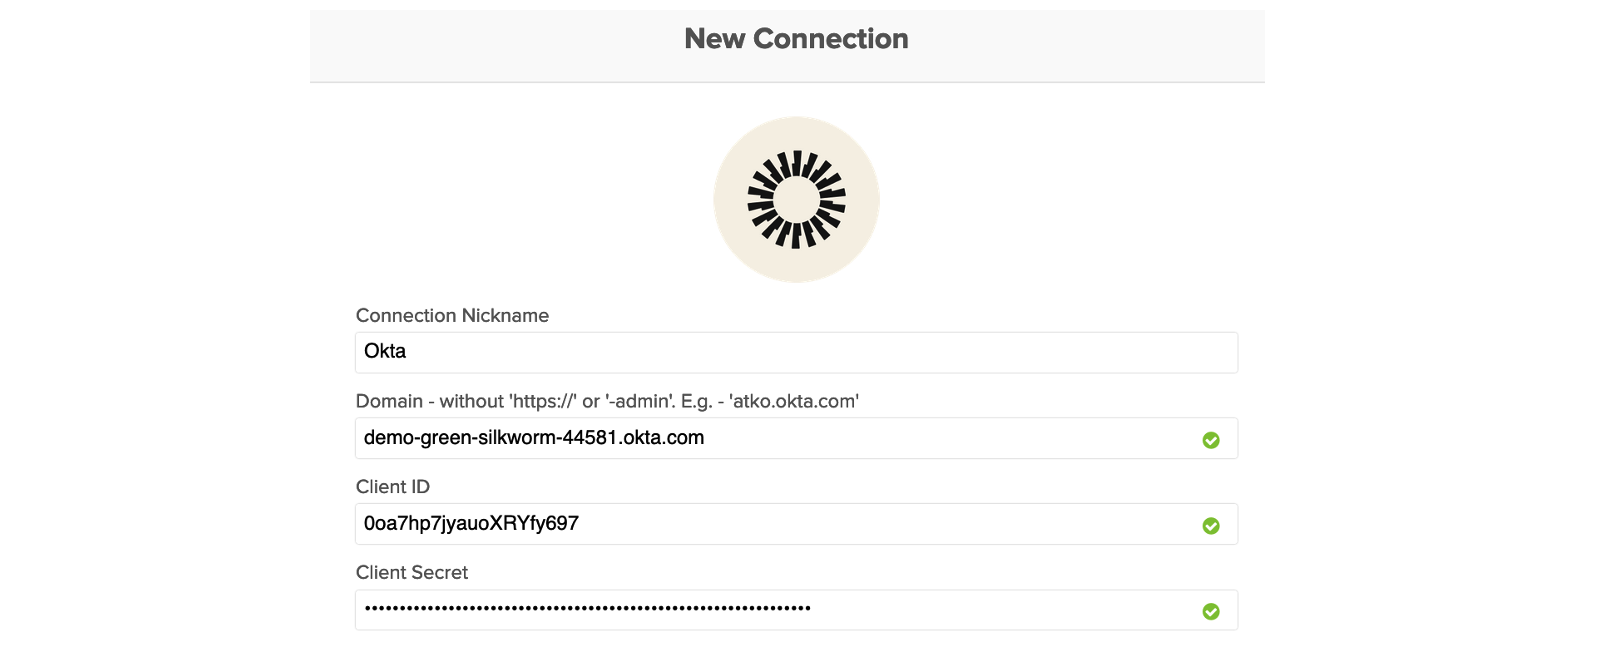 New Connection
Connection Nickname
Okta
Domain - without 'https://' or '-admin'. E.g. - 'atko.okta.com'
demo-green-silkworm-44581.okta.com
Client ID
0oa7hp7jyauoXRYfy697
Client Secret
••••••••••••••••••••••••••••••••••••••••••••••••••••••••••••••••